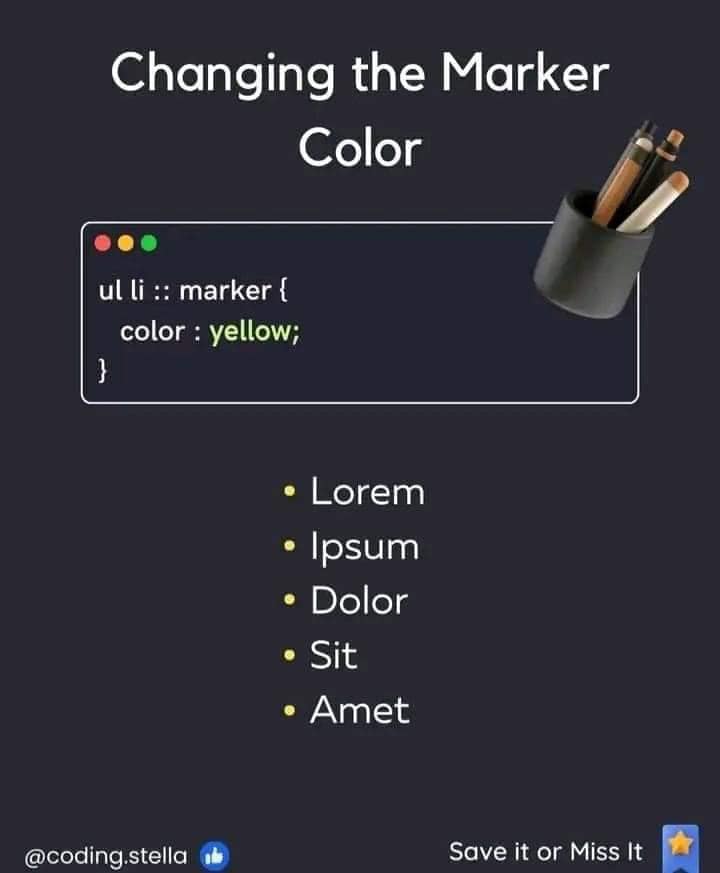 Changing the Marker
Color
ul li :: marker {
color : yellow;
}
• Lorem
• Ipsum
• Dolor
• Sit
• Amet
@coding.stella
Save it or Miss It